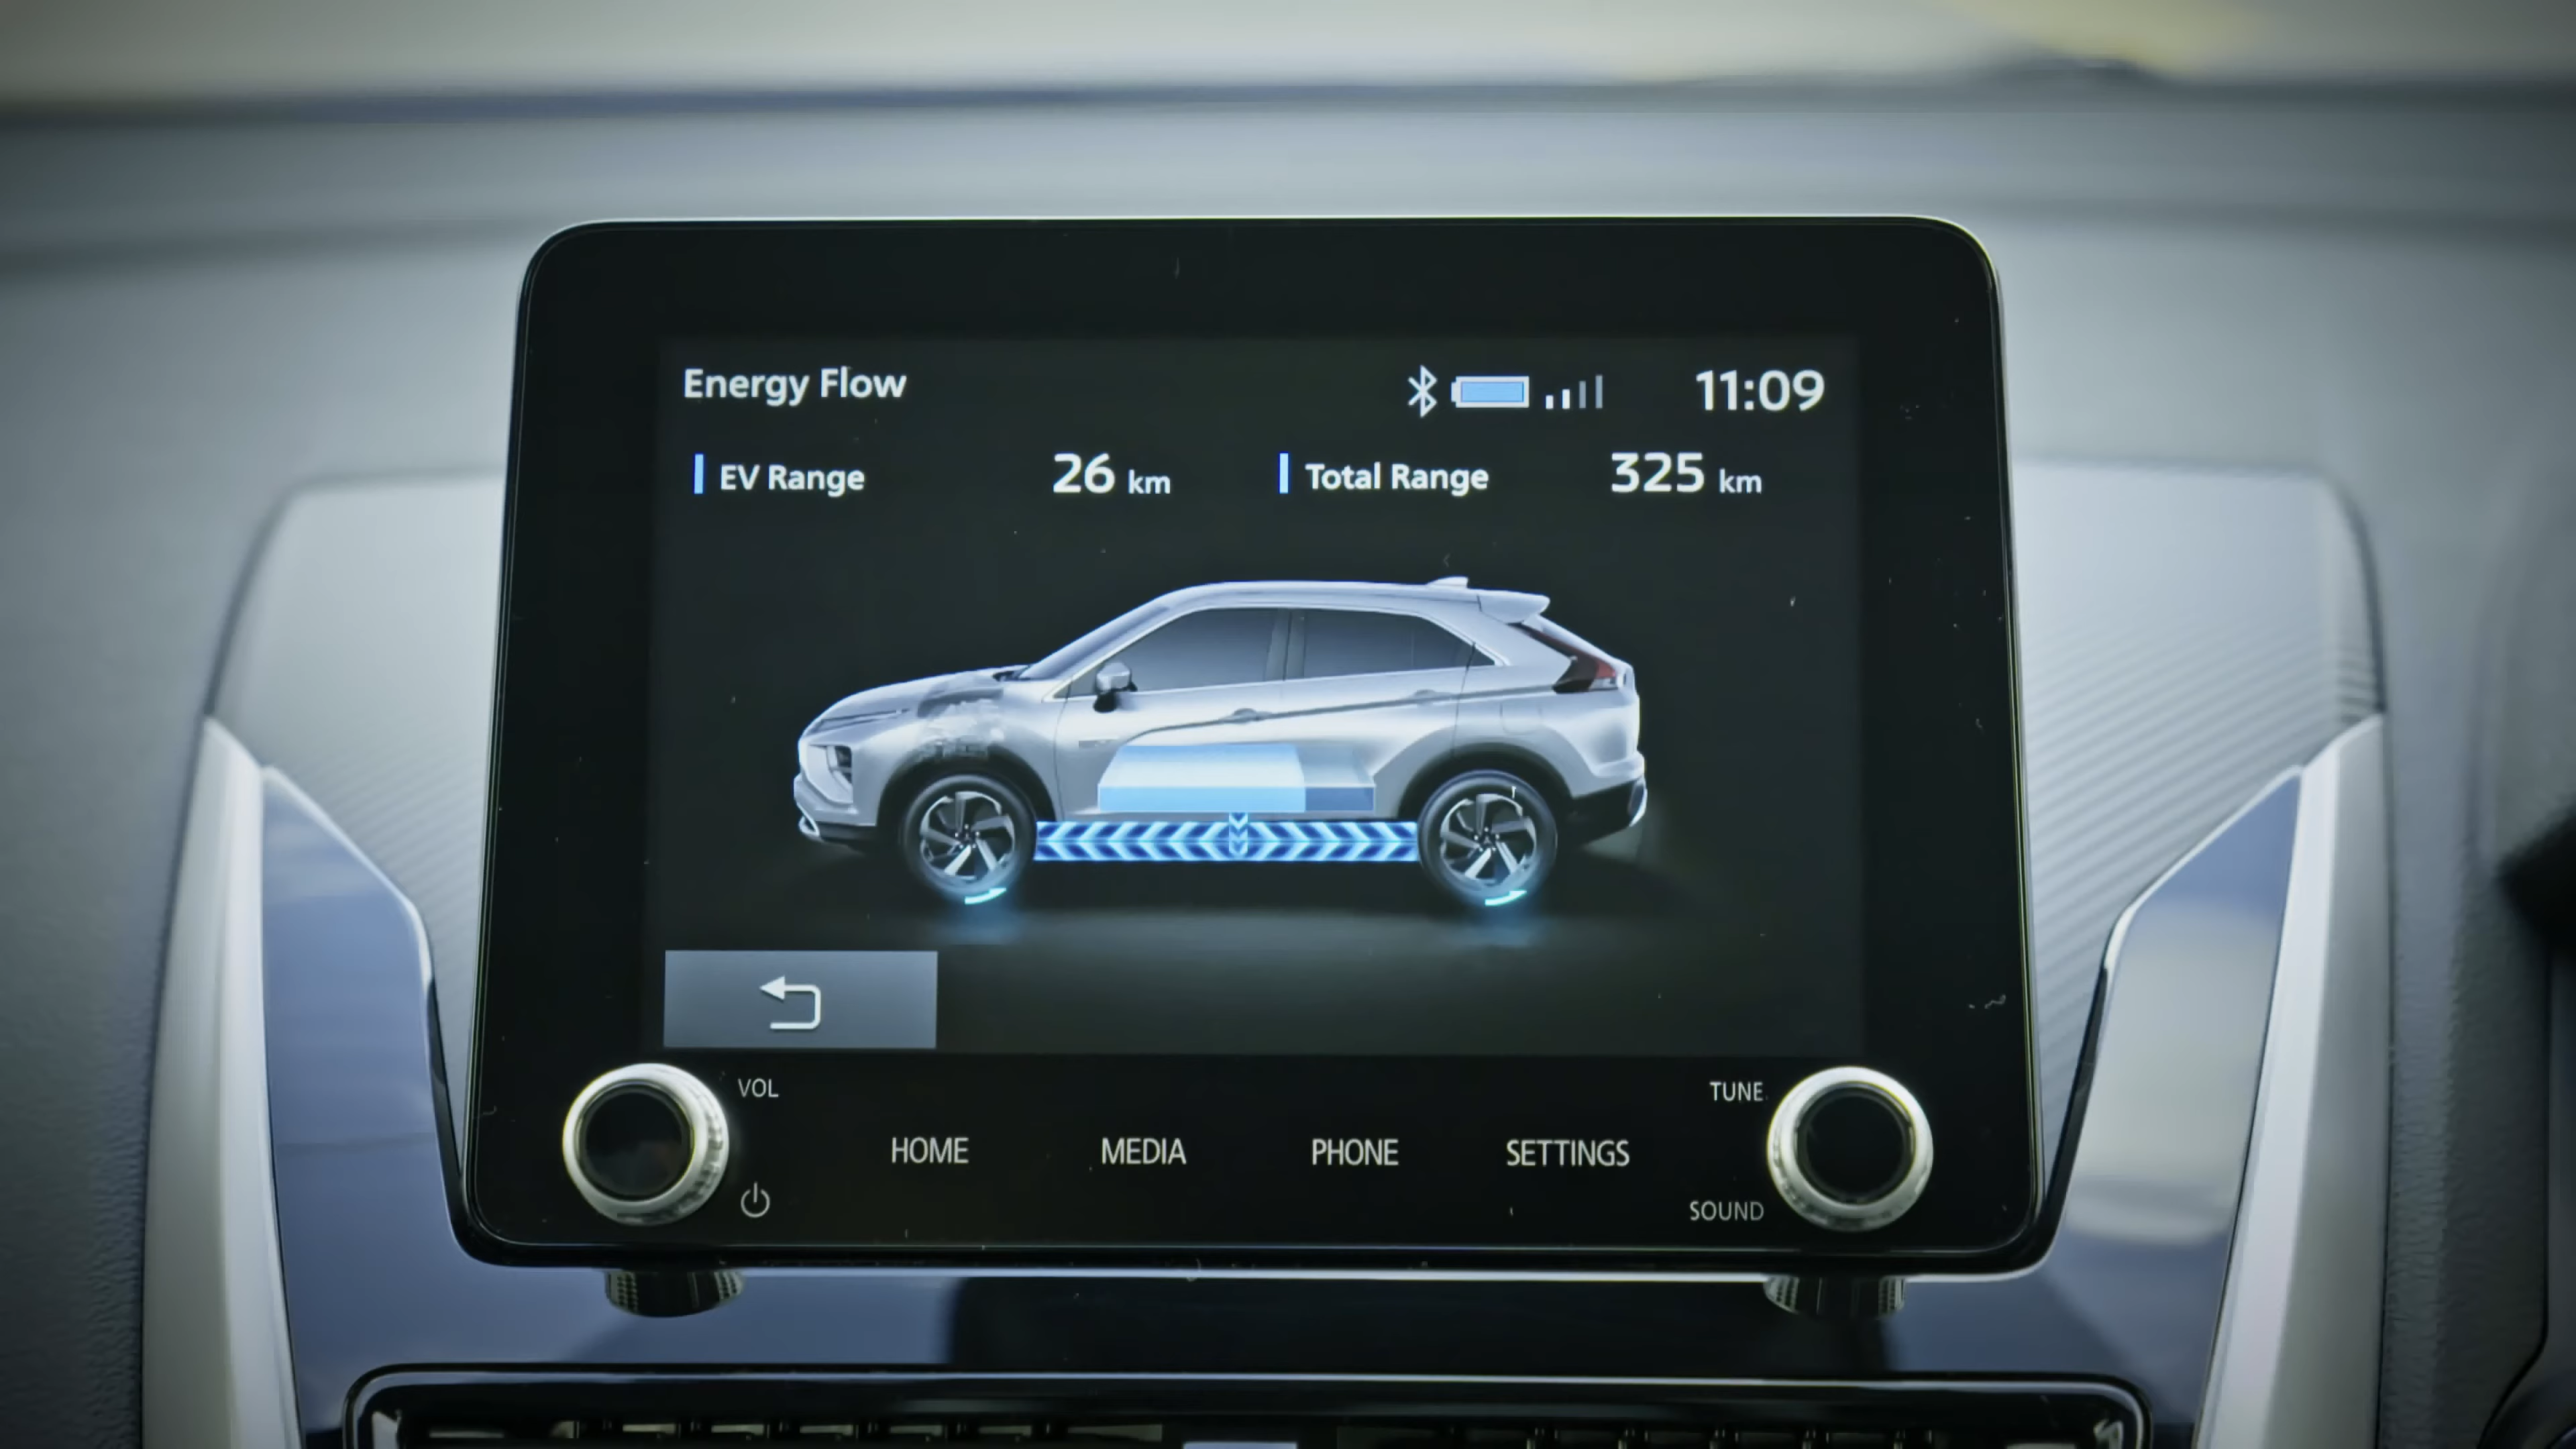 Energy Flow
11:09
EV Range 26 km
Total Range 325 km
VOL
TUNE
HOME
MEDIA
PHONE
SETTINGS
SOUND